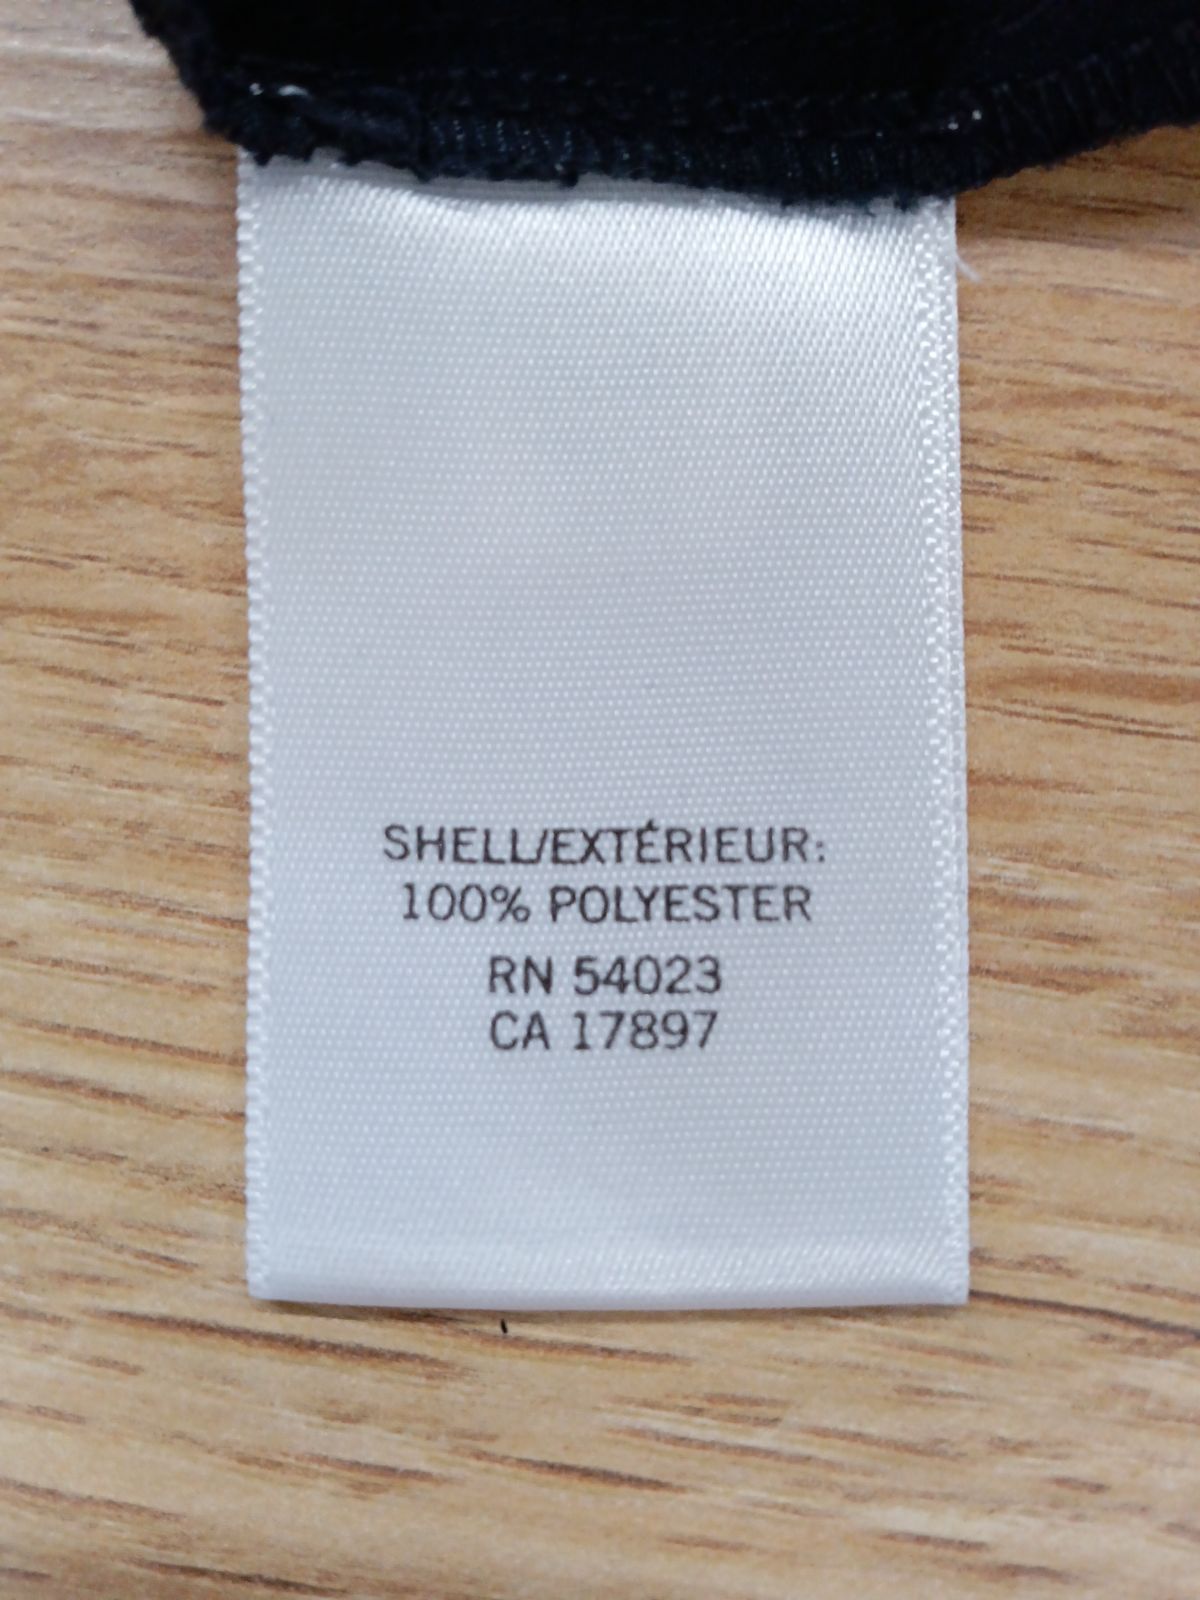 SHELL/EXTÉRIEUR:
100% POLYESTER
RN 54023
CA 17897